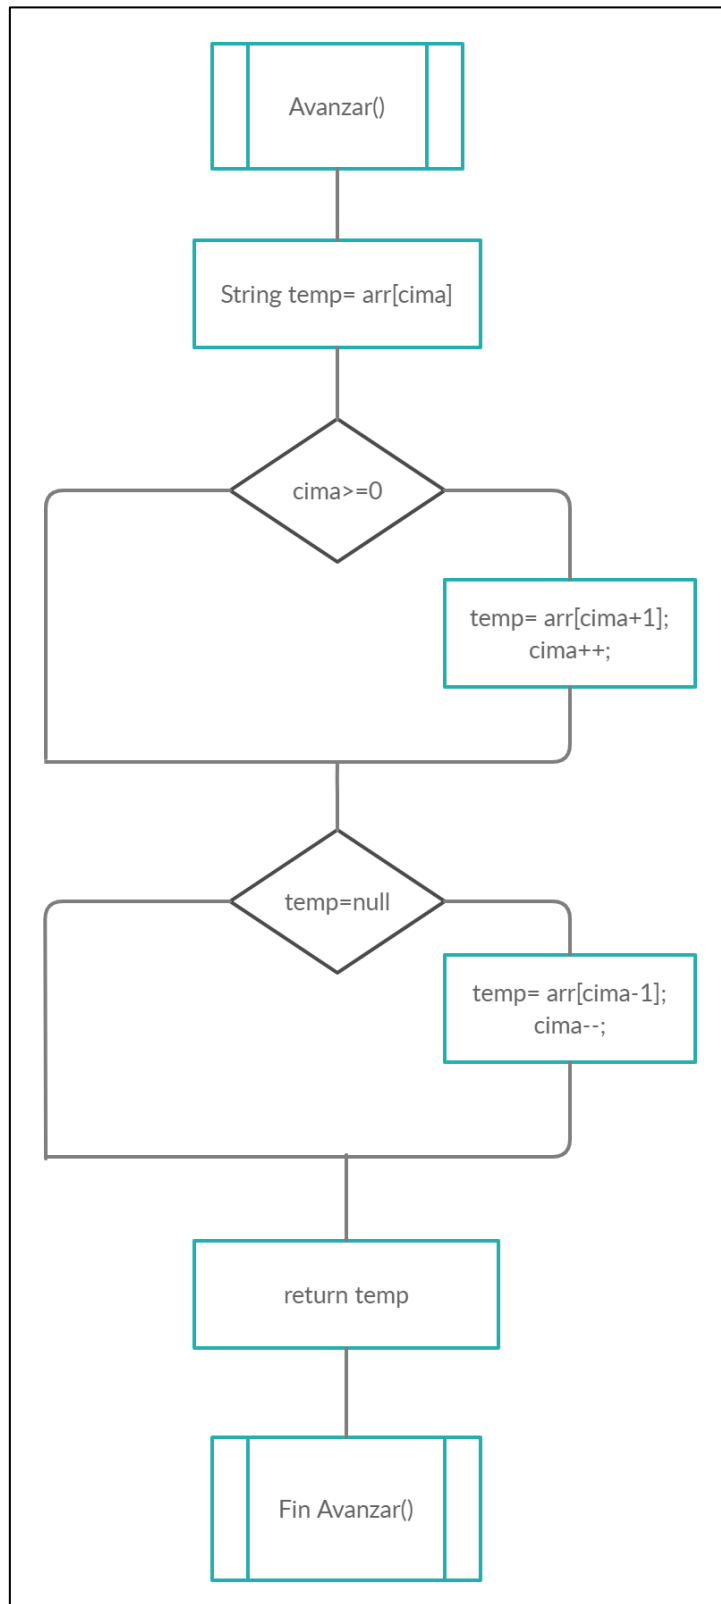 Avanzar()
String temp= arr[cima]
cima>=0
temp= arr[cima+1];
cima++;
temp=null
temp= arr[cima-1];
cima--;
return temp
Fin Avanzar()